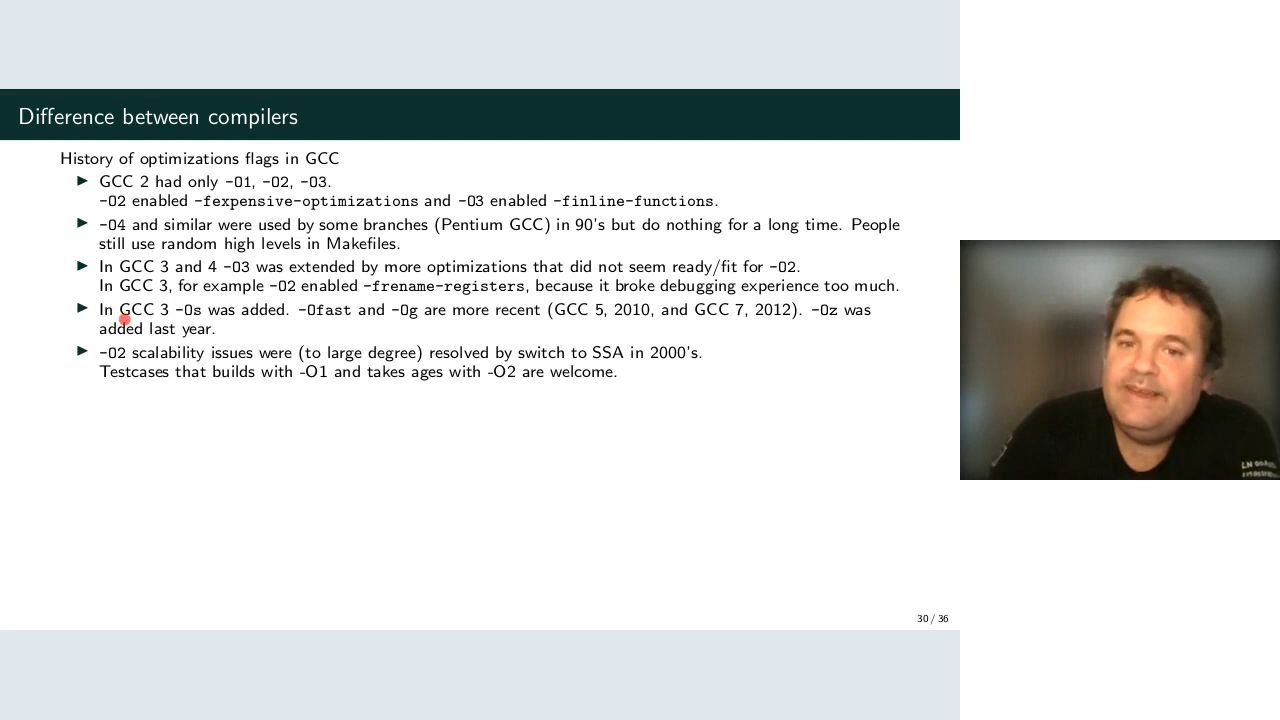 Difference between compilers
History of optimizations flags in GCC
▶ GCC 2 had only -O1, -O2, -O3.
-O2 enabled -fexpensive-optimizations and -O3 enabled -finline-functions.
▶ -O4 and similar were used by some branches (Pentium GCC) in 90's but do nothing for a long time. People
still use random high levels in Makefiles.
▶ In GCC 3 and 4 -O3 was extended by more optimizations that did not seem ready/fit for -O2.
In GCC 3, for example -O2 enabled -frename-registers, because it broke debugging experience too much.
▶ In GCC 3 -Os was added. -Ofast and -Og are more recent (GCC 5, 2010, and GCC 7, 2012). -Oz was
added last year.
▶ -O2 scalability issues were (to large degree) resolved by switch to SSA in 2000's.
Testcases that builds with -O1 and takes ages with -O2 are welcome.
30 / 36